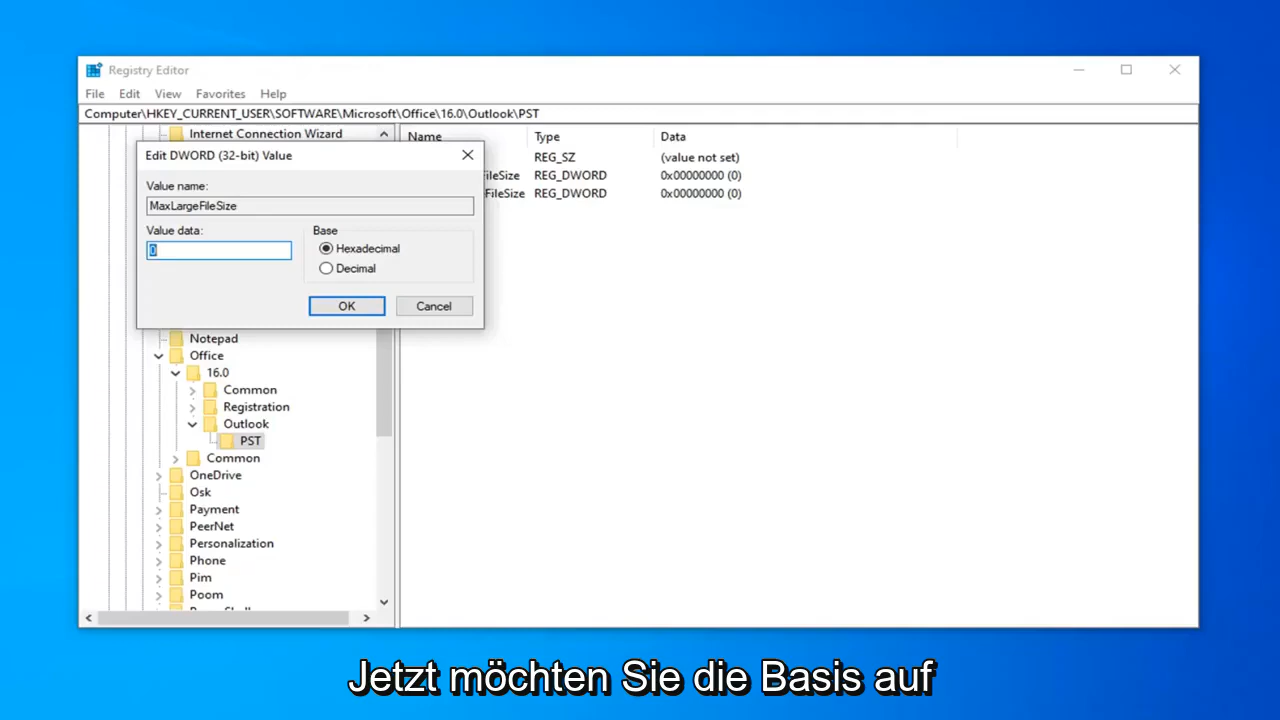 Registry Editor
File Edit View Favorites Help
Computer\HKEY_CURRENT_USER\SOFTWARE\Microsoft\Office\16.0\Outlook\PST
Internet Connection Wizard
Name Type Data
REG_SZ (value not set)
FileSize REG_DWORD 0x00000000 (0)
FileSize REG_DWORD 0x00000000 (0)
Edit DWORD (32-bit) Value
Value name:
MaxLargeFileSize
Value data:
0
Base
Hexadecimal
Decimal
OK Cancel
Notepad
Office
16.0
Common
Registration
Outlook
PST
Common
OneDrive
Osk
Payment
PeerNet
Personalization
Phone
Pim
Poom
Jetzt möchten Sie die Basis auf